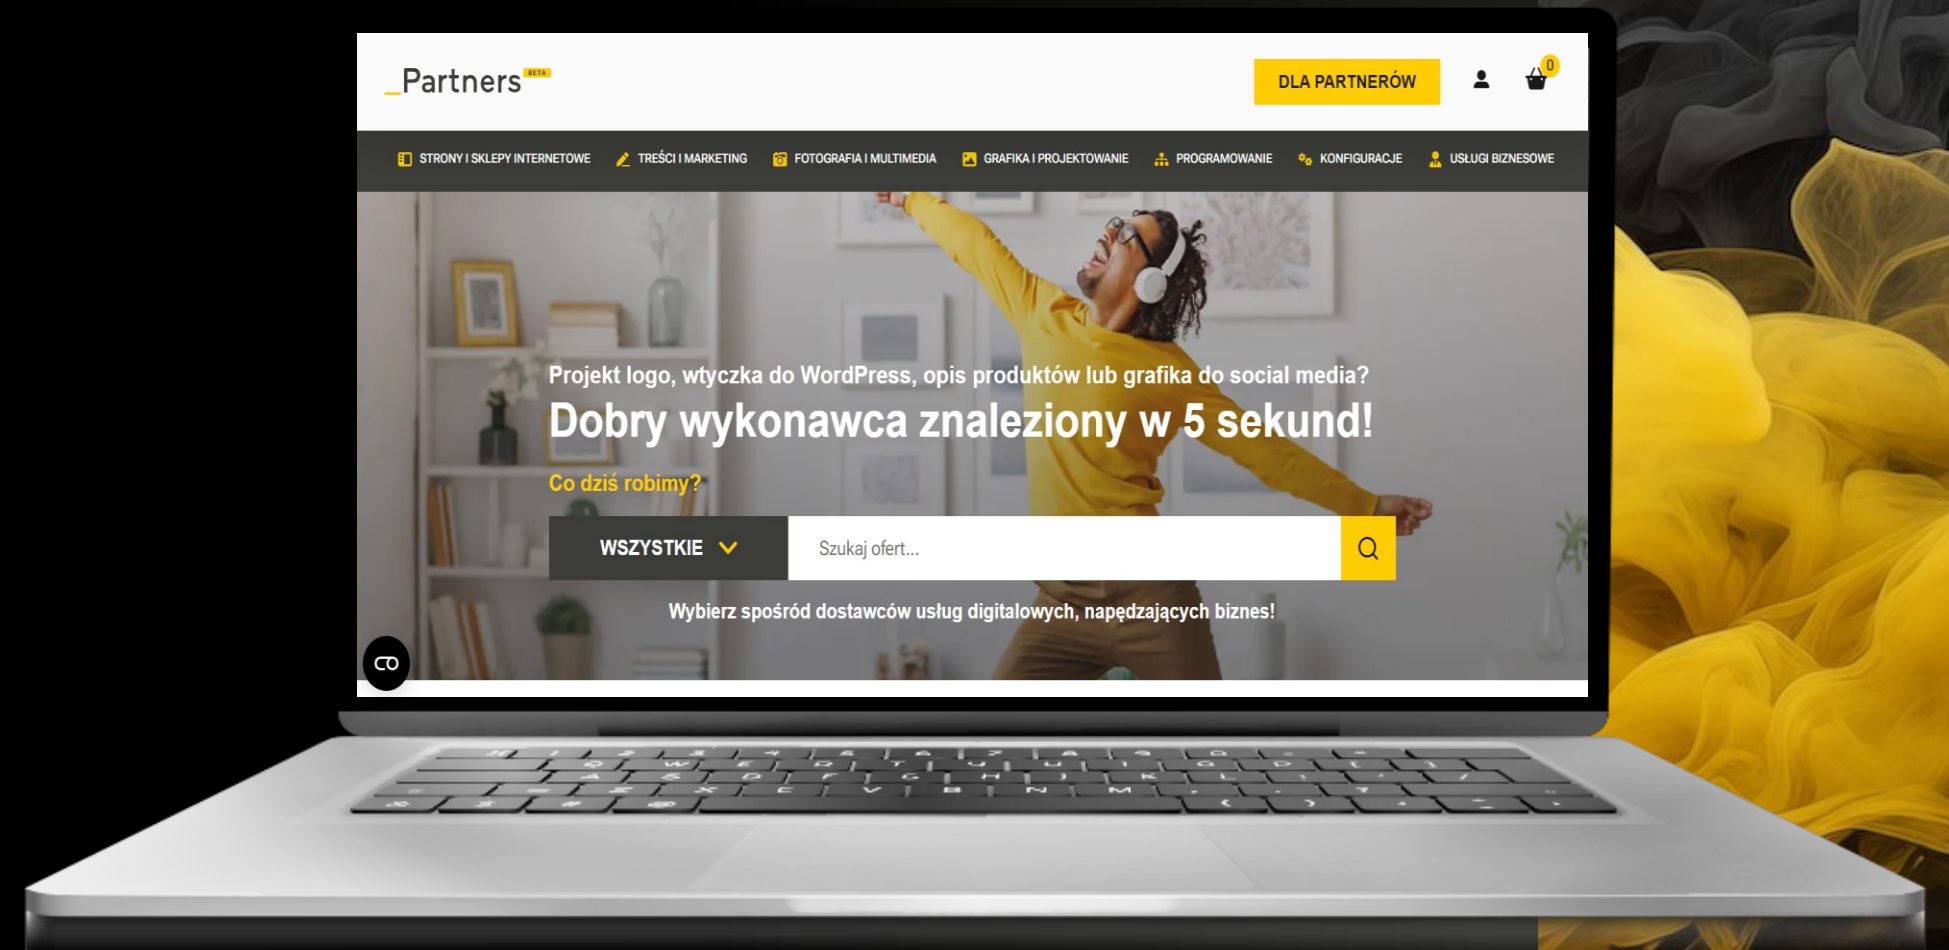 _Partners BETA
DLA PARTNERÓW
0
STRONY I SKLEPY INTERNETOWE
TREŚCI I MARKETING
FOTOGRAFIA I MULTIMEDIA
GRAFIKA I PROJEKTOWANIE
PROGRAMOWANIE
KONFIGURACJE
USŁUGI BIZNESOWE
Projekt logo, wtyczka do WordPress, opis produktów lub grafika do social media?
Dobry wykonawca znaleziony w 5 sekund!
Co dziś robimy?
WSZYSTKIE
Szukaj ofert...
Wybierz spośród dostawców usług digitalowych, napędzających biznes!